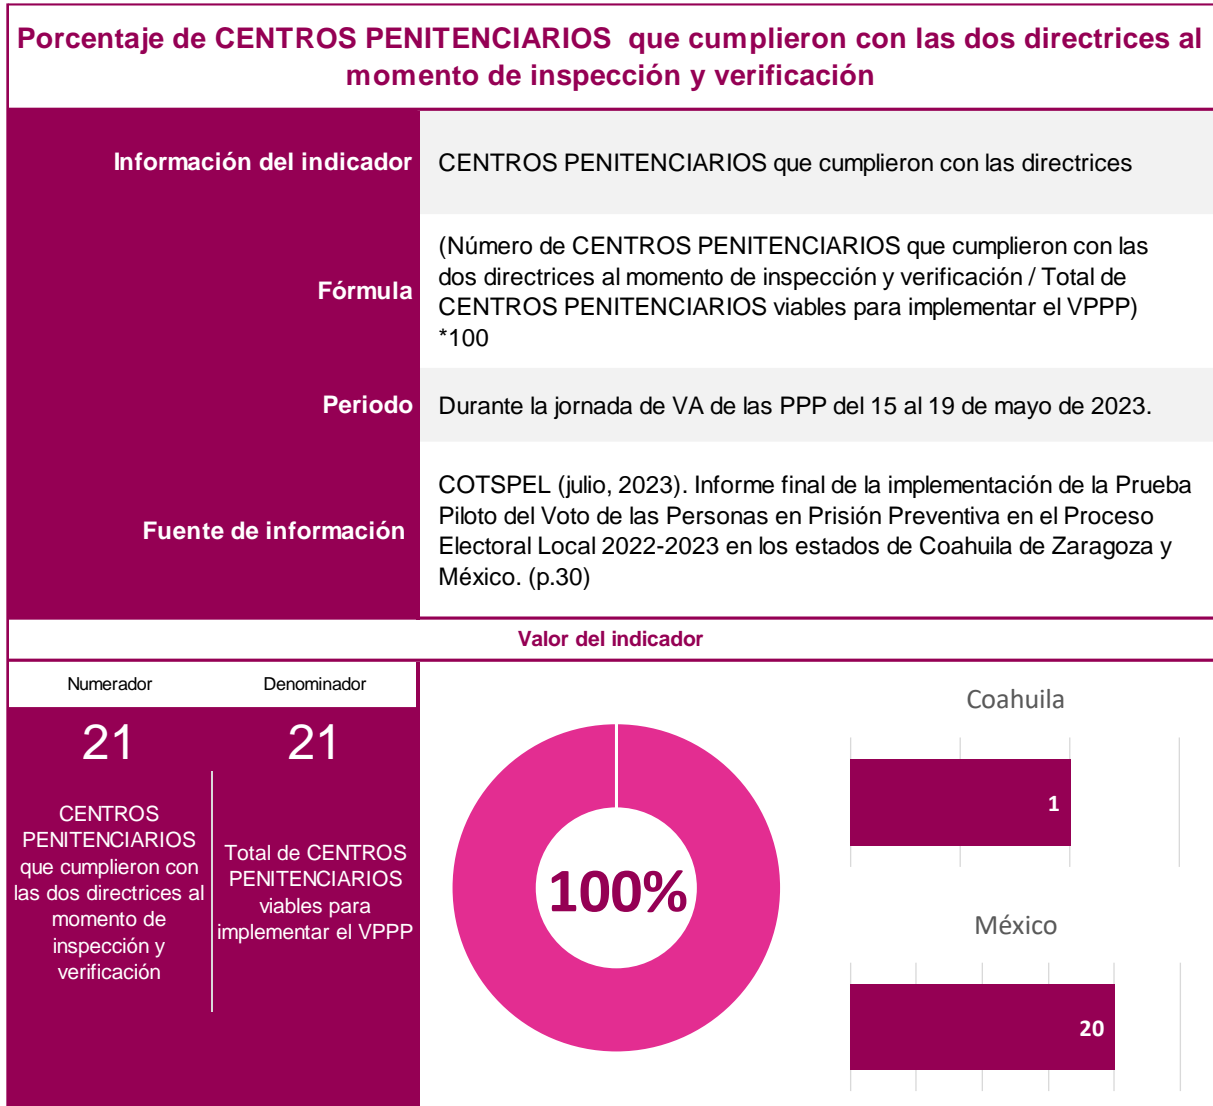 Porcentaje de CENTROS PENITENCIARIOS que cumplieron con las dos directrices al
momento de inspección y verificación
Información del indicador
CENTROS PENITENCIARIOS que cumplieron con las directrices
Fórmula
(Número de CENTROS PENITENCIARIOS que cumplieron con las
dos directrices al momento de inspección y verificación / Total de
CENTROS PENITENCIARIOS viables para implementar el VPPP)
*100
Periodo
Durante la jornada de VA de las PPP del 15 al 19 de mayo de 2023.
Fuente de información
COTSPEL (julio, 2023). Informe final de la implementación de la Prueba
Piloto del Voto de las Personas en Prisión Preventiva en el Proceso
Electoral Local 2022-2023 en los estados de Coahuila de Zaragoza y
México. (p.30)
Valor del indicador
Numerador
21
CENTROS
PENITENCIARIOS
que cumplieron con
las dos directrices al
momento de
inspección y
verificación
Denominador
21
Total de CENTROS
PENITENCIARIOS
viables para
implementar el VPPP
100%
Coahuila
1
México
20